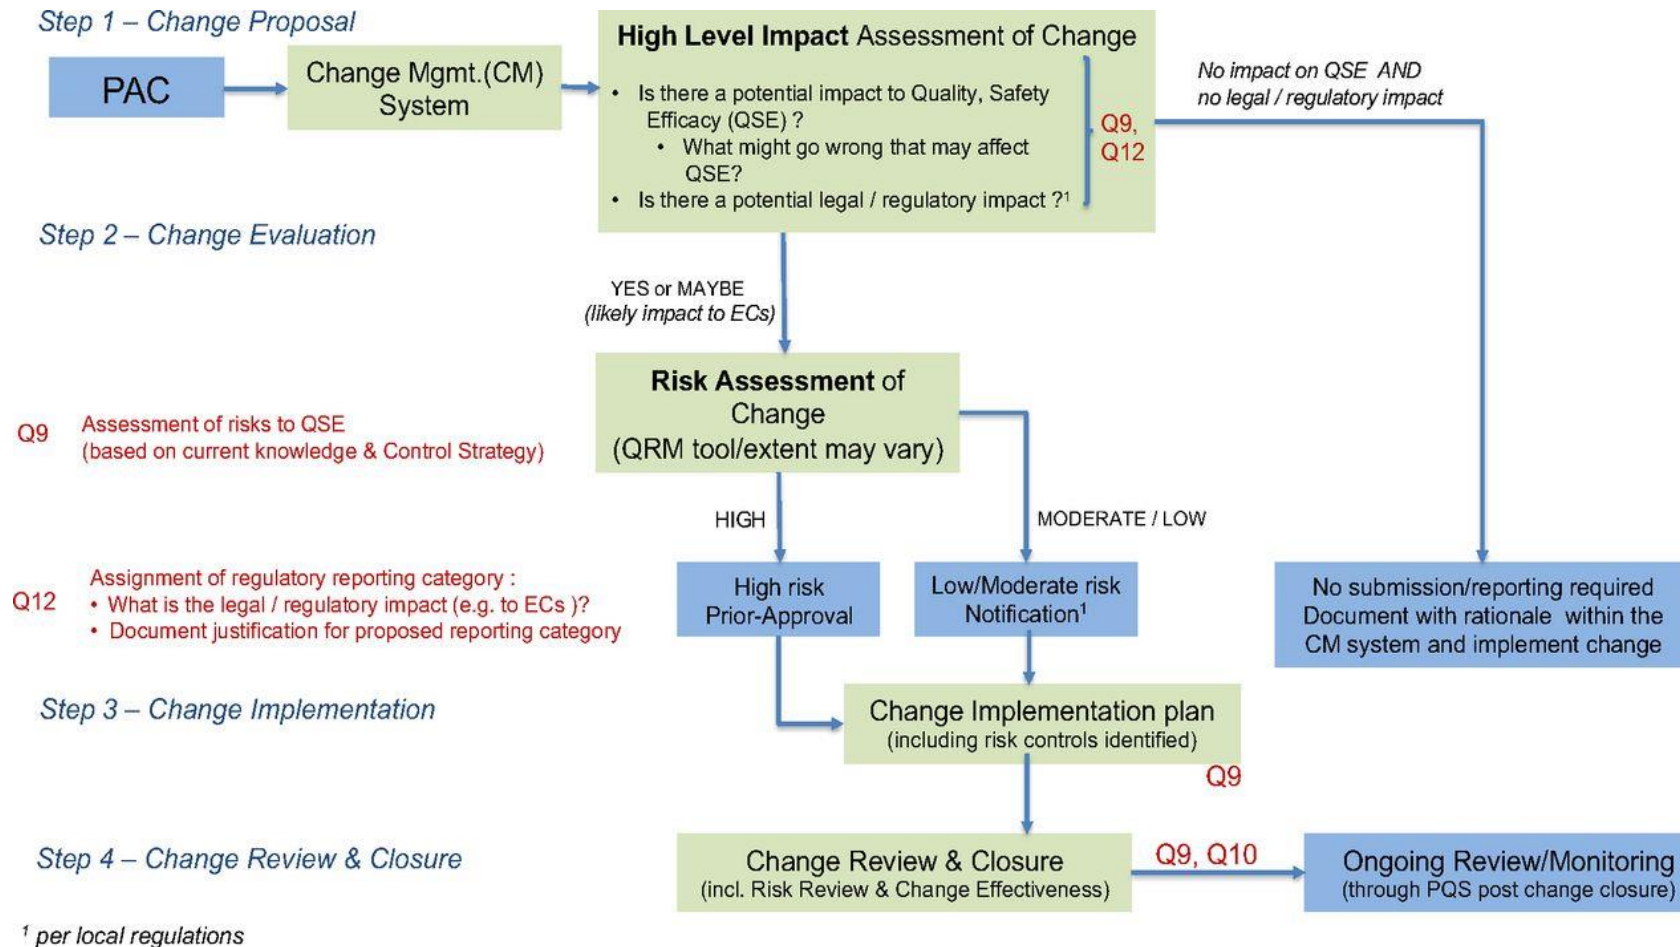 Step 1 – Change Proposal
PAC
Change Mgmt.(CM)
System
High Level Impact Assessment of Change
• Is there a potential impact to Quality, Safety
Efficacy (QSE) ?
• What might go wrong that may affect
QSE?
• Is there a potential legal / regulatory impact ?¹
Q9,
Q12
No impact on QSE AND
no legal / regulatory impact
Step 2 – Change Evaluation
YES or MAYBE
(likely impact to ECs)
Risk Assessment of
Change
(QRM tool/extent may vary)
Q9
Assessment of risks to QSE
(based on current knowledge & Control Strategy)
HIGH
MODERATE / LOW
Q12
Assignment of regulatory reporting category :
• What is the legal / regulatory impact (e.g. to ECs )?
• Document justification for proposed reporting category
High risk
Prior-Approval
Low/Moderate risk
Notification¹
No submission/reporting required
Document with rationale within the
CM system and implement change
Step 3 – Change Implementation
Change Implementation plan
(including risk controls identified)
Q9
Step 4 – Change Review & Closure
Change Review & Closure
(incl. Risk Review & Change Effectiveness)
Q9, Q10
Ongoing Review/Monitoring
(through PQS post change closure)
¹ per local regulations